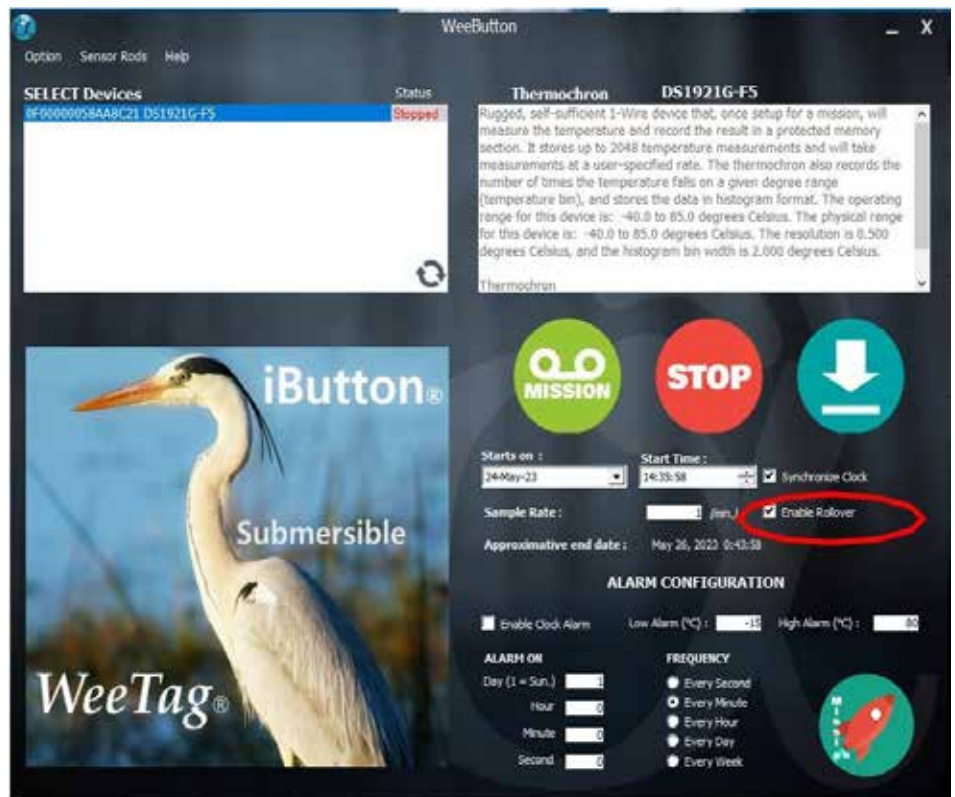 WeeButton
Option Sensor Rods Help
SELECT Devices Status
0F00000058AA8C21 DS1921G-F5 Stopped
Thermochron DS1921G-F5
Rugged, self-sufficient 1-Wire device that, once setup for a mission, will
measure the temperature and record the result in a protected memory
section. It stores up to 2048 temperature measurements and will take
measurements at a user-specified rate. The thermochron also records the
number of times the temperature falls on a given degree range
(temperature bin), and stores the data in histogram format. The operating
range for this device is: -40.0 to 85.0 degrees Celsius. The physical range
for this device is: -40.0 to 85.0 degrees Celsius. The resolution is 0.500
degrees Celsius, and the histogram bin width is 2.000 degrees Celsius.
Thermochron
iButton®
Submersible
WeeTag®
MISSION
STOP
Starts on : Start Time :
24-May-23 14:35:58 Synchronize Clock
Sample Rate : 1 /mn. Enable Rollover
Approximative end date : May 26, 2023 0:43:58
ALARM CONFIGURATION
Enable Clock Alarm Low Alarm (°C) : -15 High Alarm (°C) : 80
ALARM ON FREQUENCY
Day (1 = Sun.) 1 Every Second
Hour 0 Every Minute
Minute 0 Every Hour
Second 0 Every Day
Every Week
Mission